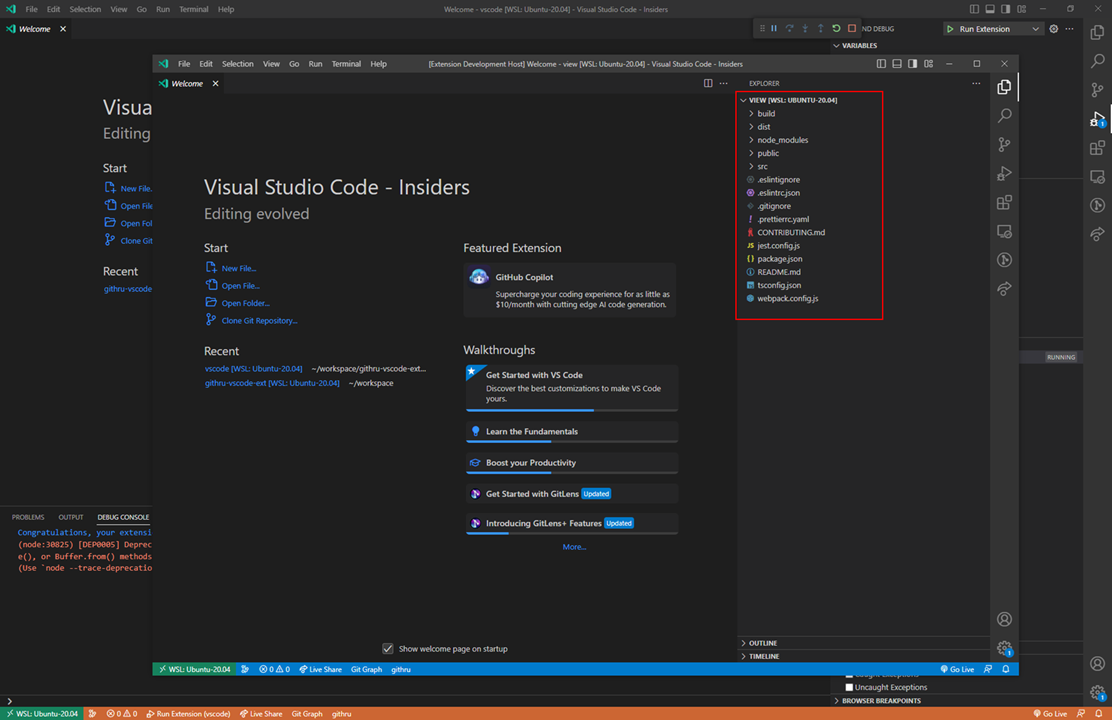 File Edit Selection View Go Run Terminal Help
Welcome - vscode [WSL: Ubuntu-20.04] - Visual Studio Code - Insiders
Welcome
ND DEBUG
Run Extension
VARIABLES
Visua
Editing
Start
New File.
Open File
Open Fol
Clone Git
Recent
githru-vscode
File Edit Selection View Go Run Terminal Help
[Extension Development Host] Welcome - view [WSL: Ubuntu-20.04] - Visual Studio Code - Insiders
Welcome
Visual Studio Code - Insiders
Editing evolved
Start
New File...
Open File...
Open Folder...
Clone Git Repository...
Recent
vscode [WSL: Ubuntu-20.04] ~/workspace/githru-vscode-ext...
githru-vscode-ext [WSL: Ubuntu-20.04] ~/workspace
Featured Extension
GitHub Copilot
Supercharge your coding experience for as little as
$10/month with cutting edge AI code generation.
Walkthroughs
Get Started with VS Code
Discover the best customizations to make VS Code
yours.
Learn the Fundamentals
Boost your Productivity
Get Started with GitLens Updated
Introducing GitLens+ Features Updated
More...
Show welcome page on startup
EXPLORER
VIEW [WSL: UBUNTU-20.04]
build
dist
node_modules
public
src
.eslintignore
.eslintrc.json
.gitignore
.prettierrc.yaml
CONTRIBUTING.md
JS jest.config.js
package.json
README.md
tsconfig.json
webpack.config.js
OUTLINE
TIMELINE
1
WSL: Ubuntu-20.04 0 0 Live Share Git Graph githru Go Live
1
RUNNING
PROBLEMS OUTPUT DEBUG CONSOLE
Congratulations, your extensi
(node:30825) [DEP0005] Deprec
e(), or Buffer.from() methods
(Use `node --trace-deprecatio
Caught Exceptions
Uncaught Exceptions
BROWSER BREAKPOINTS
1
WSL: Ubuntu-20.04 0 0 Run Extension (vscode) Live Share Git Graph githru Go Live